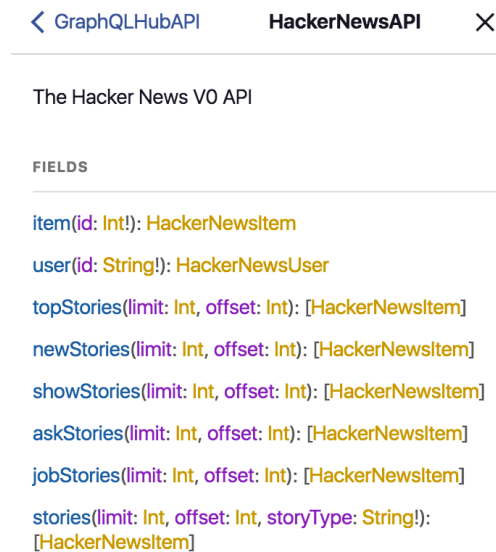 GraphQLHubAPI HackerNewsAPI
The Hacker News V0 API
FIELDS
item(id: Int!): HackerNewsItem
user(id: String!): HackerNewsUser
topStories(limit: Int, offset: Int): [HackerNewsItem]
newStories(limit: Int, offset: Int): [HackerNewsItem]
showStories(limit: Int, offset: Int): [HackerNewsItem]
askStories(limit: Int, offset: Int): [HackerNewsItem]
jobStories(limit: Int, offset: Int): [HackerNewsItem]
stories(limit: Int, offset: Int, storyType: String!):
[HackerNewsItem]